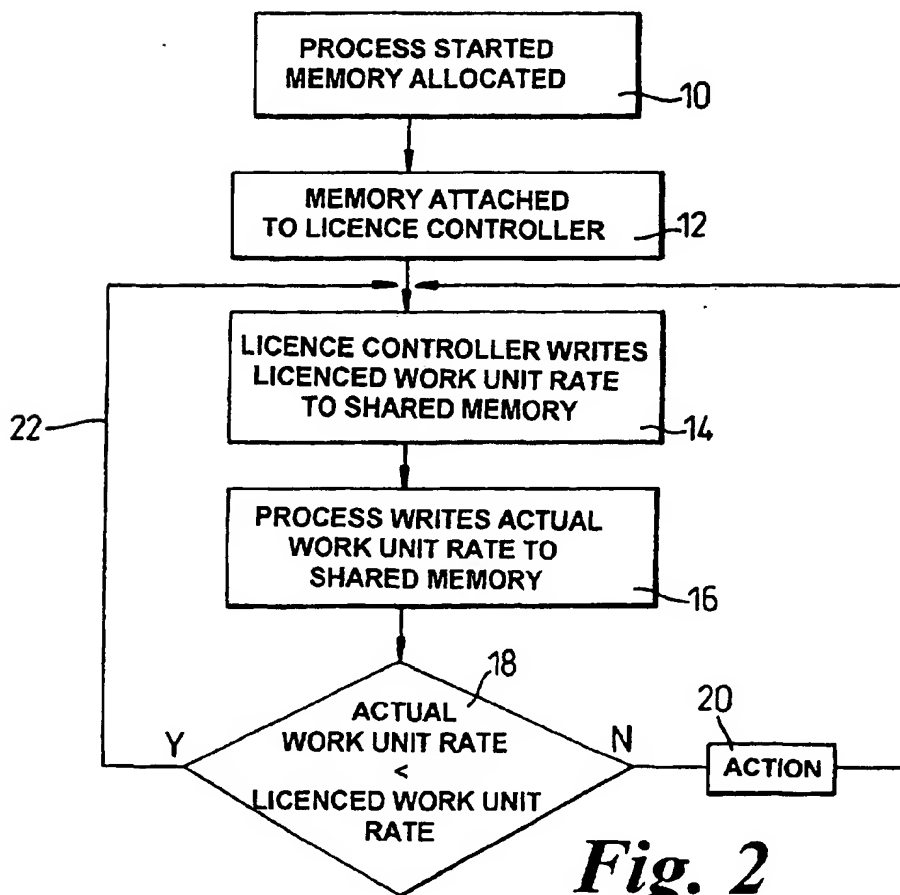 PROCESS STARTED
MEMORY ALLOCATED
10
MEMORY ATTACHED
TO LICENCE CONTROLLER
12
LICENCE CONTROLLER WRITES
LICENCED WORK UNIT RATE
TO SHARED MEMORY
14
22
PROCESS WRITES ACTUAL
WORK UNIT RATE TO
SHARED MEMORY
16
18
ACTUAL
WORK UNIT RATE
<
LICENCED WORK UNIT
RATE
Y
N
20
ACTION
Fig. 2